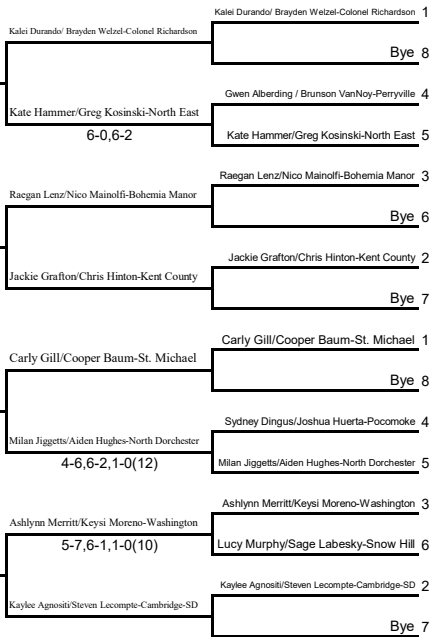 Kalei Durando/ Brayden Welzel-Colonel Richardson 1
Kalei Durando/ Brayden Welzel-Colonel Richardson
Bye 8
Gwen Alberding / Brunson VanNoy-Perryville 4
Kate Hammer/Greg Kosinski-North East
6-0,6-2
Kate Hammer/Greg Kosinski-North East 5
Raegan Lenz/Nico Mainolfi-Bohemia Manor 3
Raegan Lenz/Nico Mainolfi-Bohemia Manor
Bye 6
Jackie Grafton/Chris Hinton-Kent County 2
Jackie Grafton/Chris Hinton-Kent County
Bye 7
Carly Gill/Cooper Baum-St. Michael 1
Carly Gill/Cooper Baum-St. Michael
Bye 8
Sydney Dingus/Joshua Huerta-Pocomoke 4
Milan Jiggetts/Aiden Hughes-North Dorchester
4-6,6-2,1-0(12)
Milan Jiggetts/Aiden Hughes-North Dorchester 5
Ashlynn Merritt/Keysi Moreno-Washington 3
Ashlynn Merritt/Keysi Moreno-Washington
5-7,6-1,1-0(10)
Lucy Murphy/Sage Labesky-Snow Hill 6
Kaylee Agnositi/Steven Lecompte-Cambridge-SD 2
Kaylee Agnositi/Steven Lecompte-Cambridge-SD
Bye 7